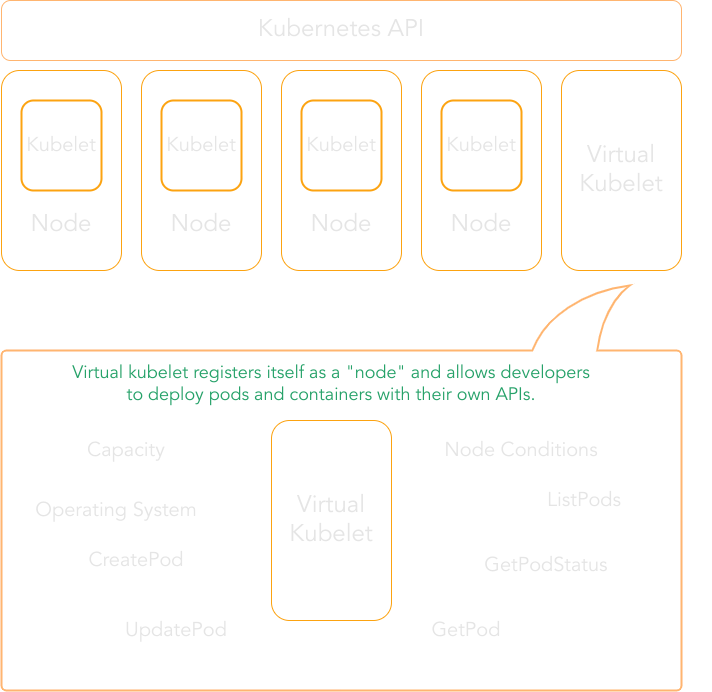 Kubernetes API
Kubelet
Kubelet
Kubelet
Kubelet
Virtual
Kubelet
Node
Node
Node
Node
Virtual kubelet registers itself as a "node" and allows developers
to deploy pods and containers with their own APIs.
Capacity
Node Conditions
Operating System
Virtual
Kubelet
ListPods
CreatePod
GetPodStatus
UpdatePod
GetPod